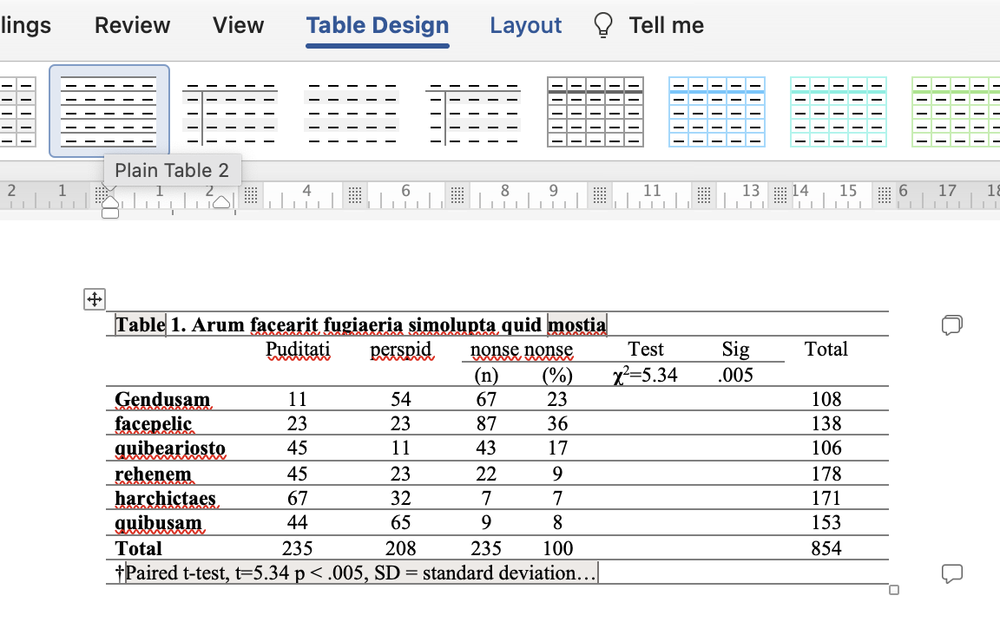 lings Review View Table Design Layout Tell me
Plain Table 2
2 1 1 2 4 6 8 9 11 13 14 15 6 17 18
Table 1. Arum facearit fugiaeria simolupta quid mostia
Puditati perspid nonse nonse Test Sig Total
(n) (%) χ²=5.34 .005
Gendusam 11 54 67 23 108
facepelic 23 23 87 36 138
quibeariosto 45 11 43 17 106
rehenem 45 23 22 9 178
harchictaes 67 32 7 7 171
quibusam 44 65 9 8 153
Total 235 208 235 100 854
†Paired t-test, t=5.34 p < .005, SD = standard deviation…